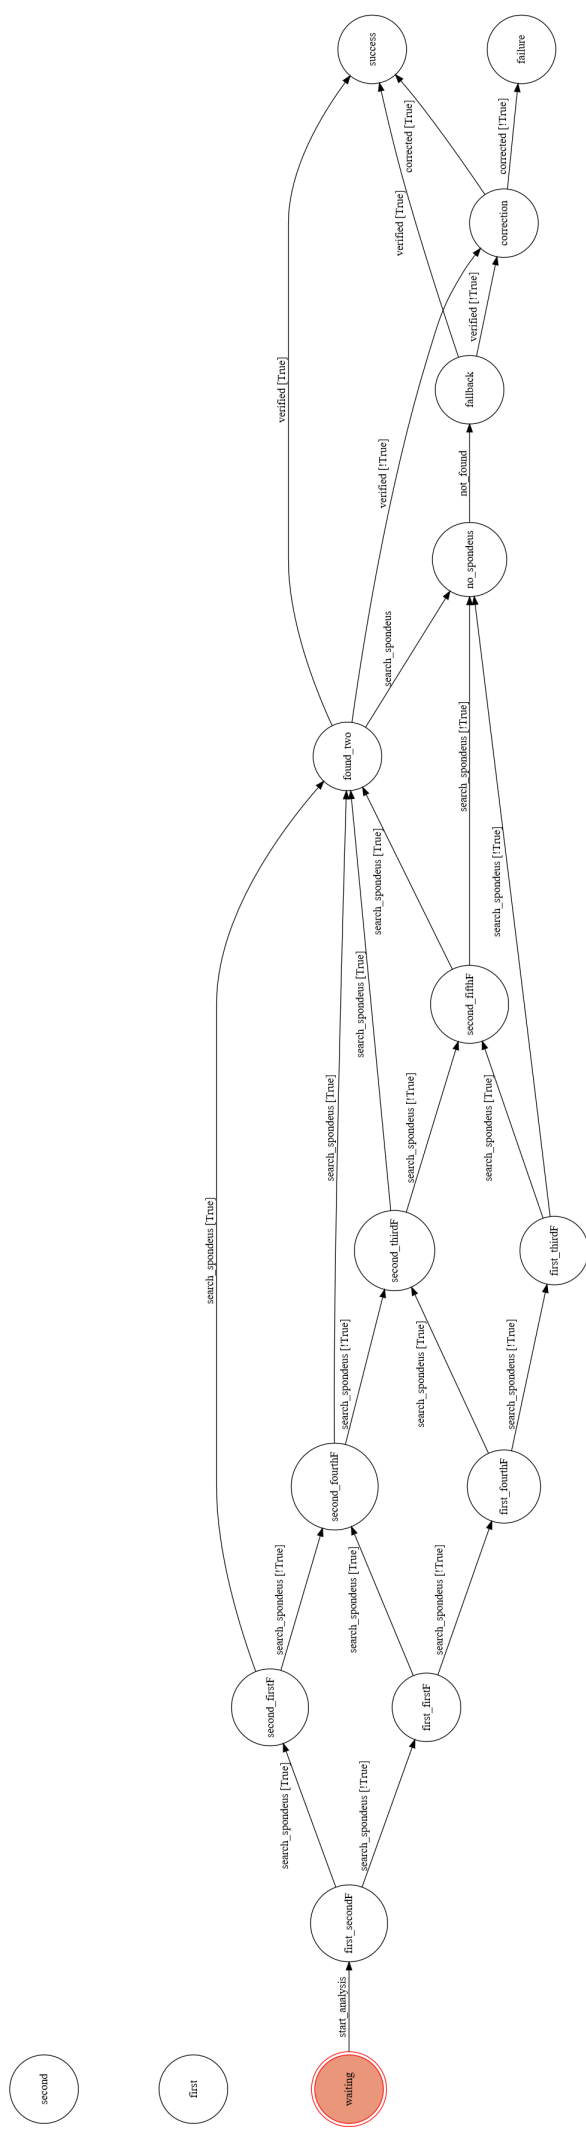 second
first
waiting
start_analysis
first_secondF
search_spondeus [True]
search_spondeus [!True]
second_firstF
first_firstF
search_spondeus [True]
search_spondeus [!True]
search_spondeus [True]
search_spondeus [!True]
second_fourthF
first_fourthF
search_spondeus [True]
search_spondeus [!True]
search_spondeus [True]
search_spondeus [!True]
second_thirdF
first_thirdF
search_spondeus [True]
search_spondeus [!True]
search_spondeus [True]
search_spondeus [!True]
second_fifthF
search_spondeus [True]
search_spondeus [!True]
found_two
search_spondeus
no_spondeus
verified [True]
verified [!True]
not_found
fallback
verified [True]
verified [!True]
correction
corrected [True]
corrected [!True]
success
failure